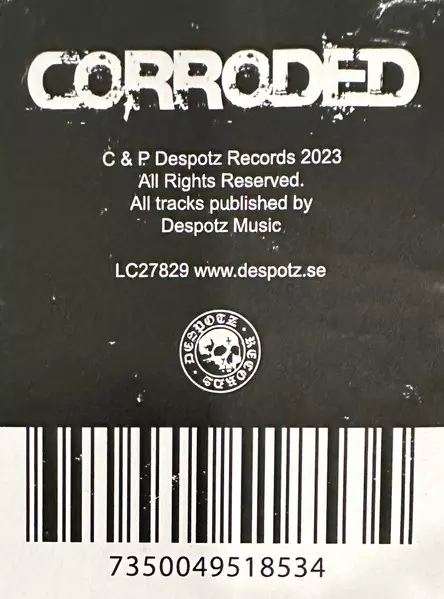 CORRODED
C & P Despotz Records 2023
All Rights Reserved.
All tracks published by
Despotz Music
LC27829 www.despotz.se
DESPOTZ · RECORDS ·
7350049518534